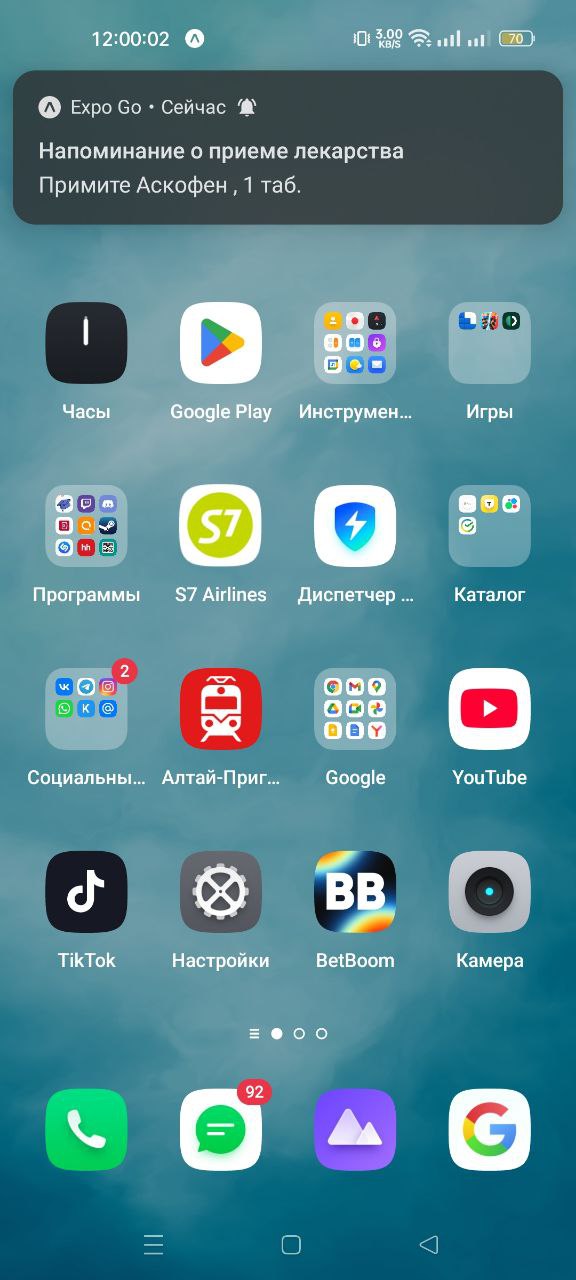 12:00:02 3.00 KB/S 70
Expo Go • Сейчас
Напоминание о приеме лекарства
Примите Аскофен , 1 таб.
Часы Google Play Инструмен... Игры
S7
Программы S7 Airlines Диспетчер ... Каталог
2
Социальны... Алтай-Приг... Google YouTube
BB
TikTok Настройки BetBoom Камера
92